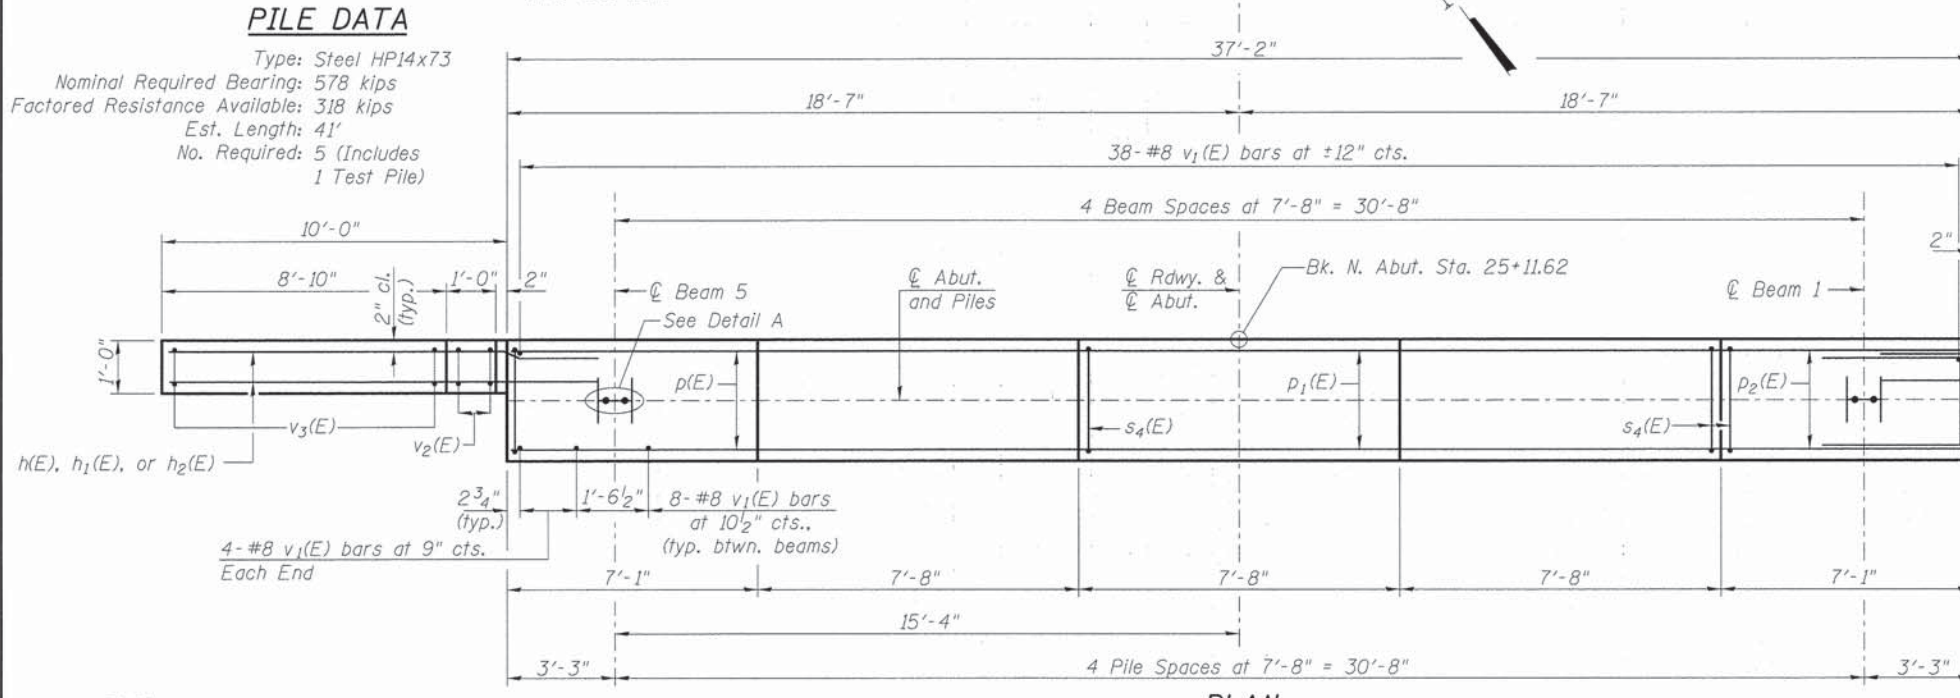 PILE DATA
Type: Steel HP14x73
Nominal Required Bearing: 578 kips
Factored Resistance Available: 318 kips
Est. Length: 41'
No. Required: 5 (Includes
1 Test Pile)
37'-2"
18'-7"
18'-7"
38-#8 v1(E) bars at ±12" cts.
4 Beam Spaces at 7'-8" = 30'-8"
10'-0"
2"
8'-10"
1'-0"
2"
2" cl.
(typ.)
℄ Beam 5
See Detail A
℄ Abut.
and Piles
℄ Rdwy. &
℄ Abut.
Bk. N. Abut. Sta. 25+11.62
℄ Beam 1
1'-0"
p(E)
p1(E)
p2(E)
v3(E)
v2(E)
s4(E)
s4(E)
h(E), h1(E), or h2(E)
2 3/4"
(typ.)
1'-6 1/2"
8-#8 v1(E) bars
at 10 1/2" cts.,
(typ. btwn. beams)
4-#8 v1(E) bars at 9" cts.
Each End
7'-1"
7'-8"
7'-8"
7'-8"
7'-1"
15'-4"
3'-3"
4 Pile Spaces at 7'-8" = 30'-8"
3'-3"